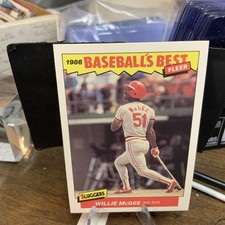 1986 BASEBALL'S BEST
FLEER
McGEE
51
SLUGGERS
WILLIE McGEE